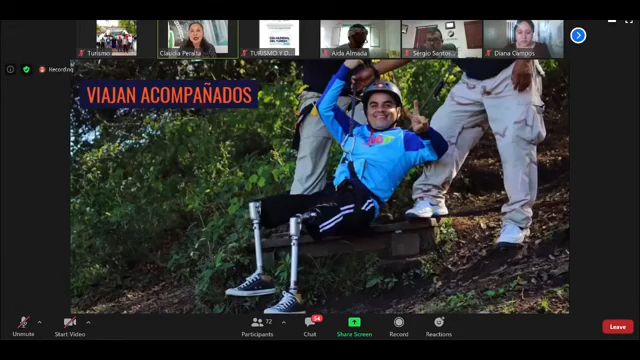 Turismo
Claudia Peralta
TURISMO Y D
Aida Almada
Sergio Santos
Diana Campos
Recording
VIAJAN ACOMPAÑADOS
Unmute
Start Video
72
Participants
54
Chat
Share Screen
Record
Reactions
Leave